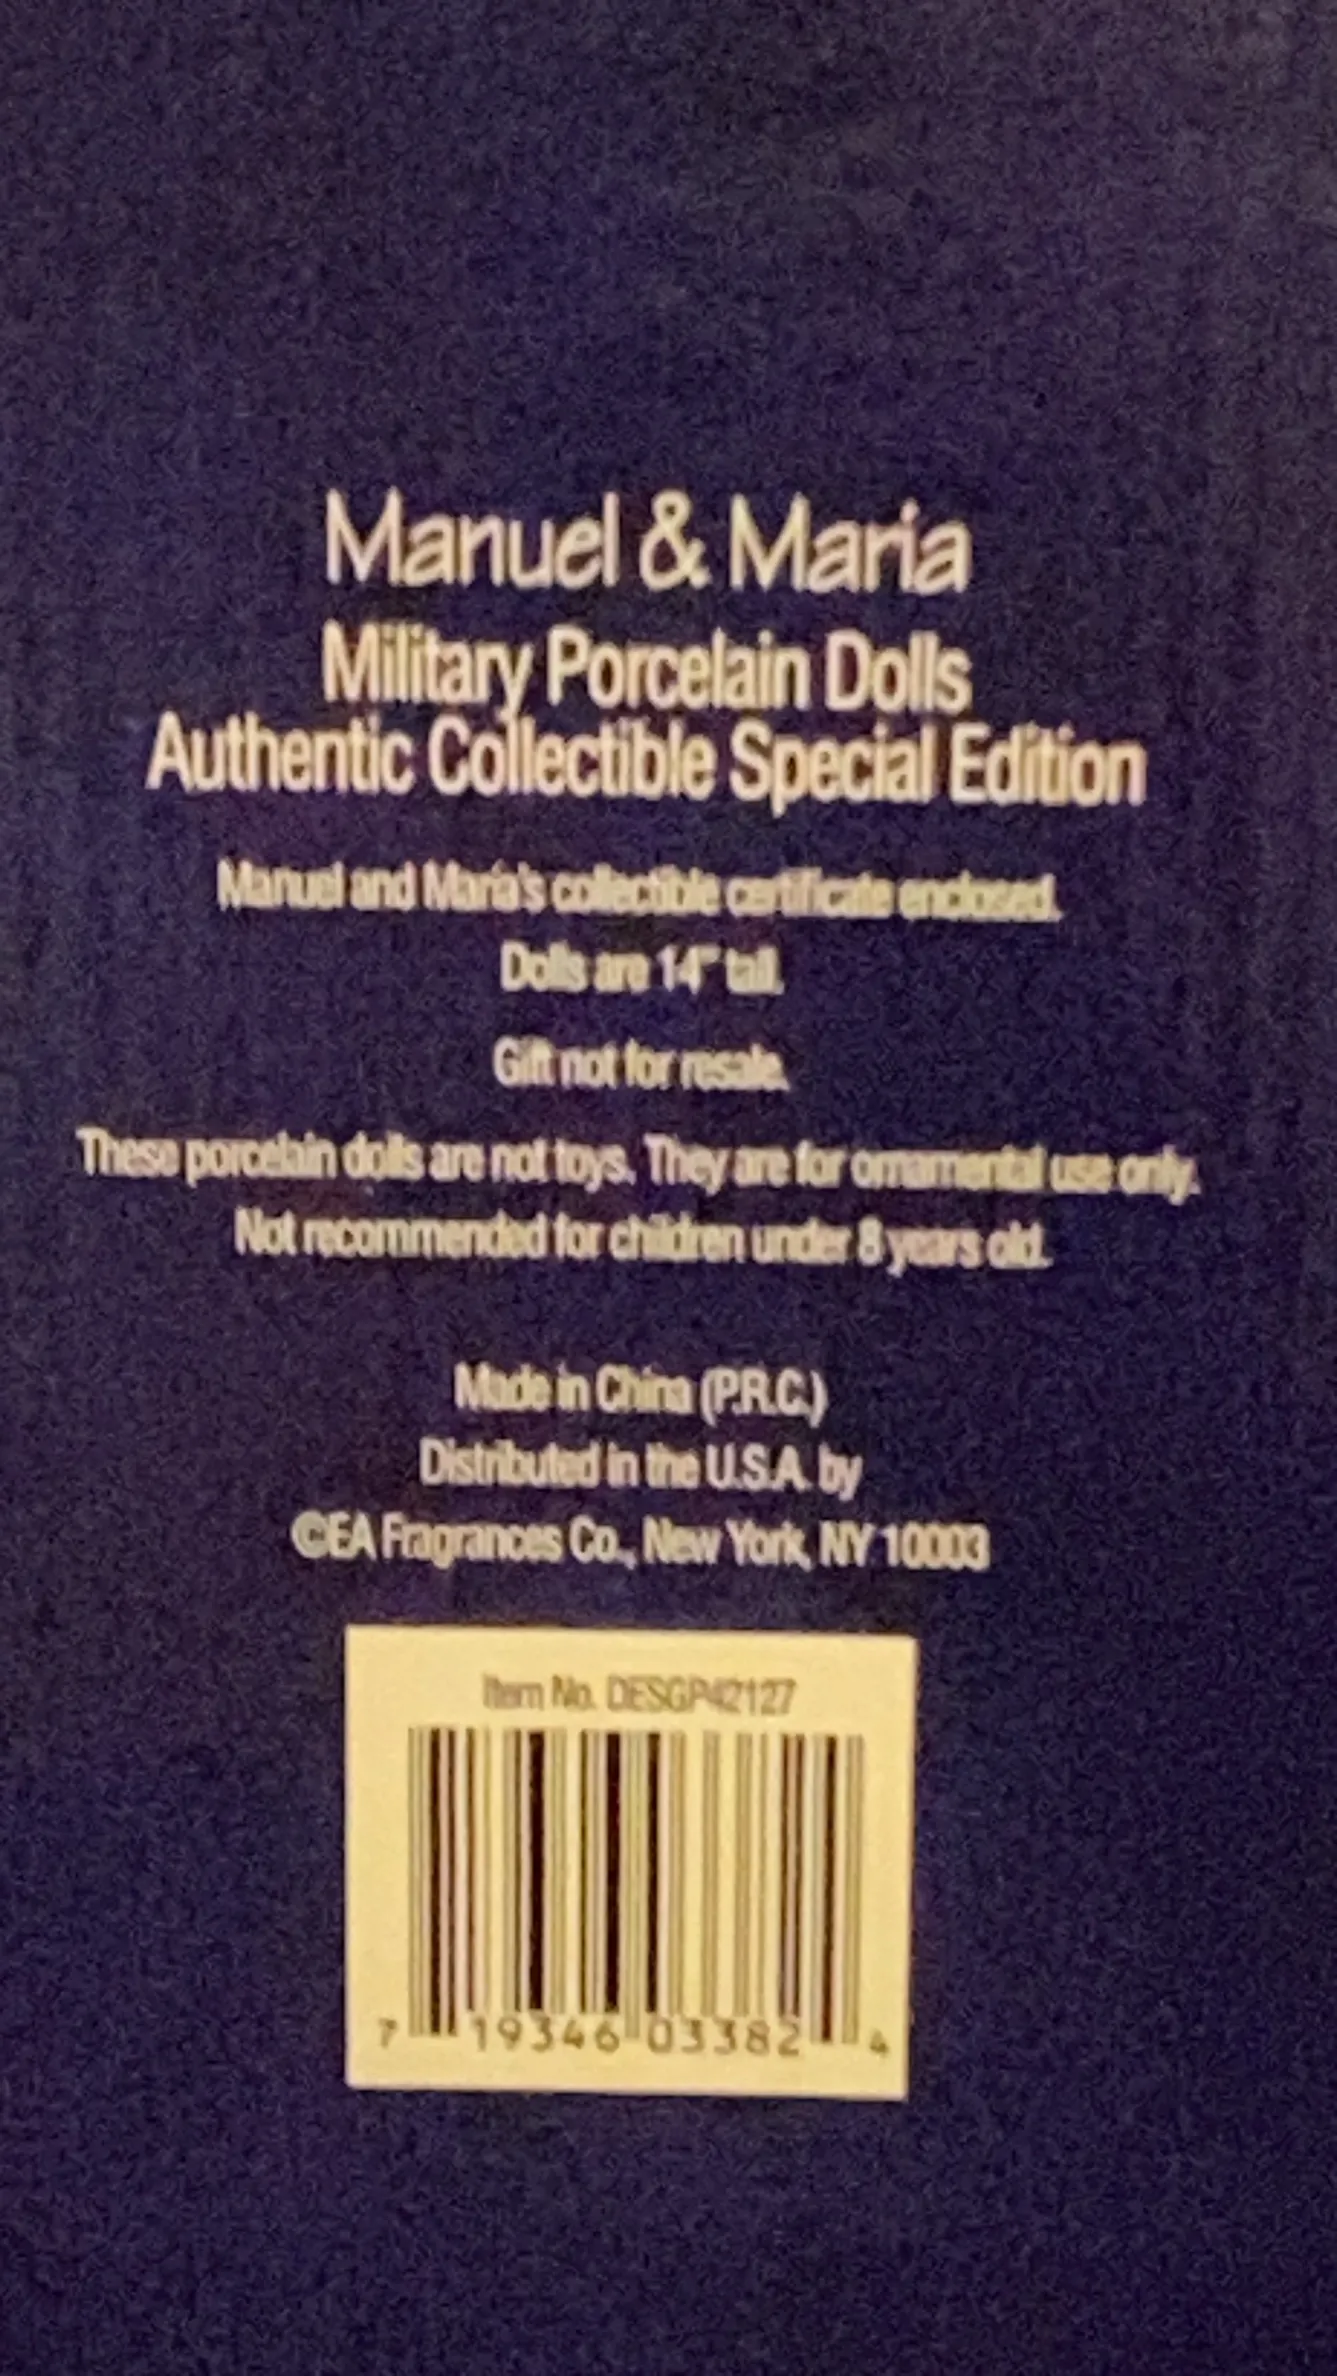 Manuel & Maria
Military Porcelain Dolls
Authentic Collectible Special Edition
Manuel and Maria's collectible certificate enclosed.
Dolls are 14" tall.
Gift not for resale.
These porcelain dolls are not toys. They are for ornamental use only.
Not recommended for children under 8 years old.
Made in China (P.R.C.)
Distributed in the U.S.A. by
©EA Fragrances Co., New York, NY 10003
Item No. DESGP42127
7 19346 03382 4